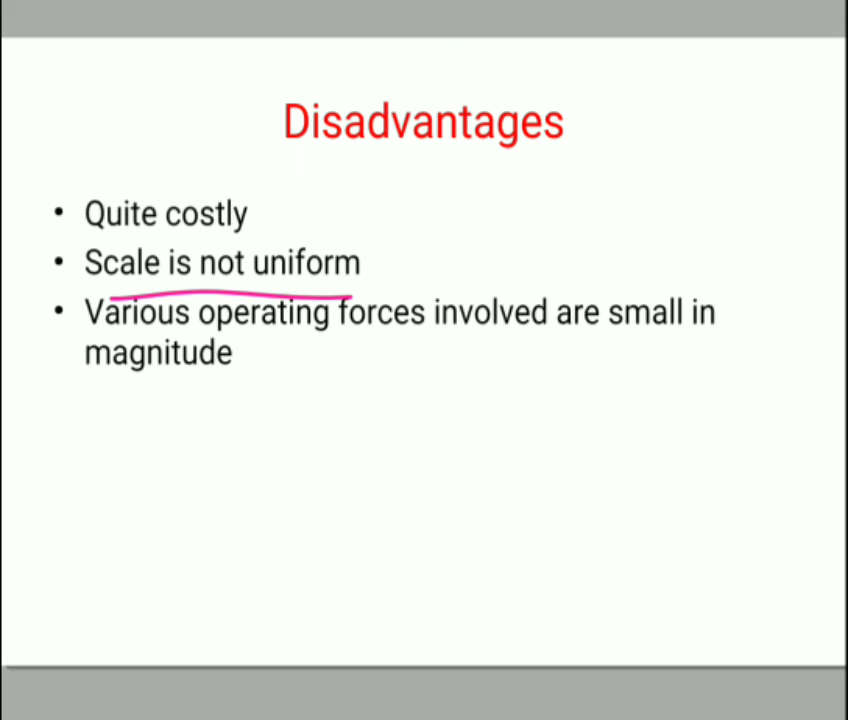 Disadvantages
• Quite costly
• Scale is not uniform
• Various operating forces involved are small in
magnitude